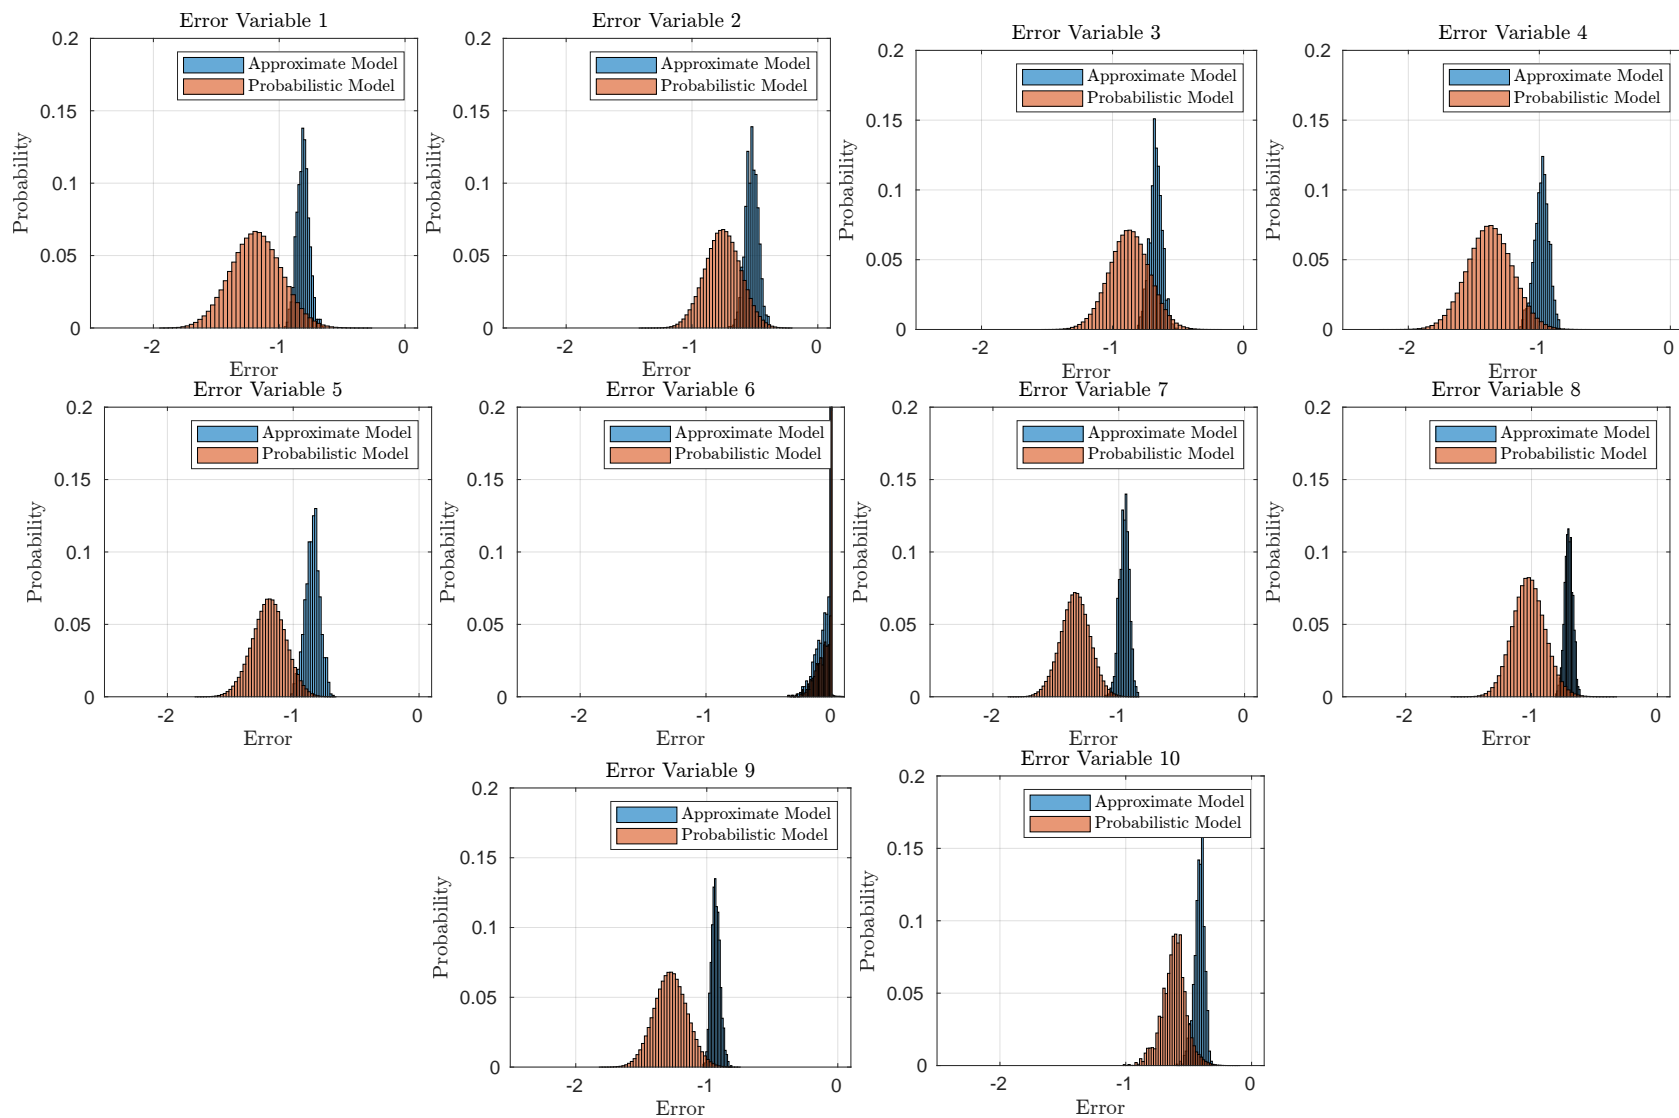 Error Variable 1
0.2
0.15
0.1
0.05
0
-2
-1
0
Probability
Error
Approximate Model
Probabilistic Model
Error Variable 2
0.2
0.15
0.1
0.05
0
-2
-1
0
Probability
Error
Approximate Model
Probabilistic Model
Error Variable 3
0.2
0.15
0.1
0.05
0
-2
-1
0
Probability
Error
Approximate Model
Probabilistic Model
Error Variable 4
0.2
0.15
0.1
0.05
0
-2
-1
0
Probability
Error
Approximate Model
Probabilistic Model
Error Variable 5
0.2
0.15
0.1
0.05
0
-2
-1
0
Probability
Error
Approximate Model
Probabilistic Model
Error Variable 6
0.2
0.15
0.1
0.05
0
-2
-1
0
Probability
Error
Approximate Model
Probabilistic Model
Error Variable 7
0.2
0.15
0.1
0.05
0
-2
-1
0
Probability
Error
Approximate Model
Probabilistic Model
Error Variable 8
0.2
0.15
0.1
0.05
0
-2
-1
0
Probability
Error
Approximate Model
Probabilistic Model
Error Variable 9
0.2
0.15
0.1
0.05
0
-2
-1
0
Probability
Error
Approximate Model
Probabilistic Model
Error Variable 10
0.2
0.15
0.1
0.05
0
-2
-1
0
Probability
Error
Approximate Model
Probabilistic Model